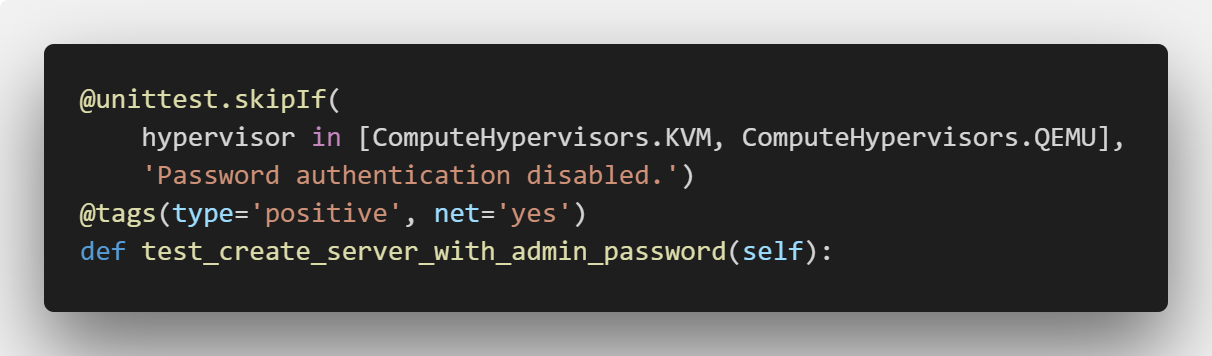 @unittest.skipIf(
    hypervisor in [ComputeHypervisors.KVM, ComputeHypervisors.QEMU],
    'Password authentication disabled.')
@tags(type='positive', net='yes')
def test_create_server_with_admin_password(self):